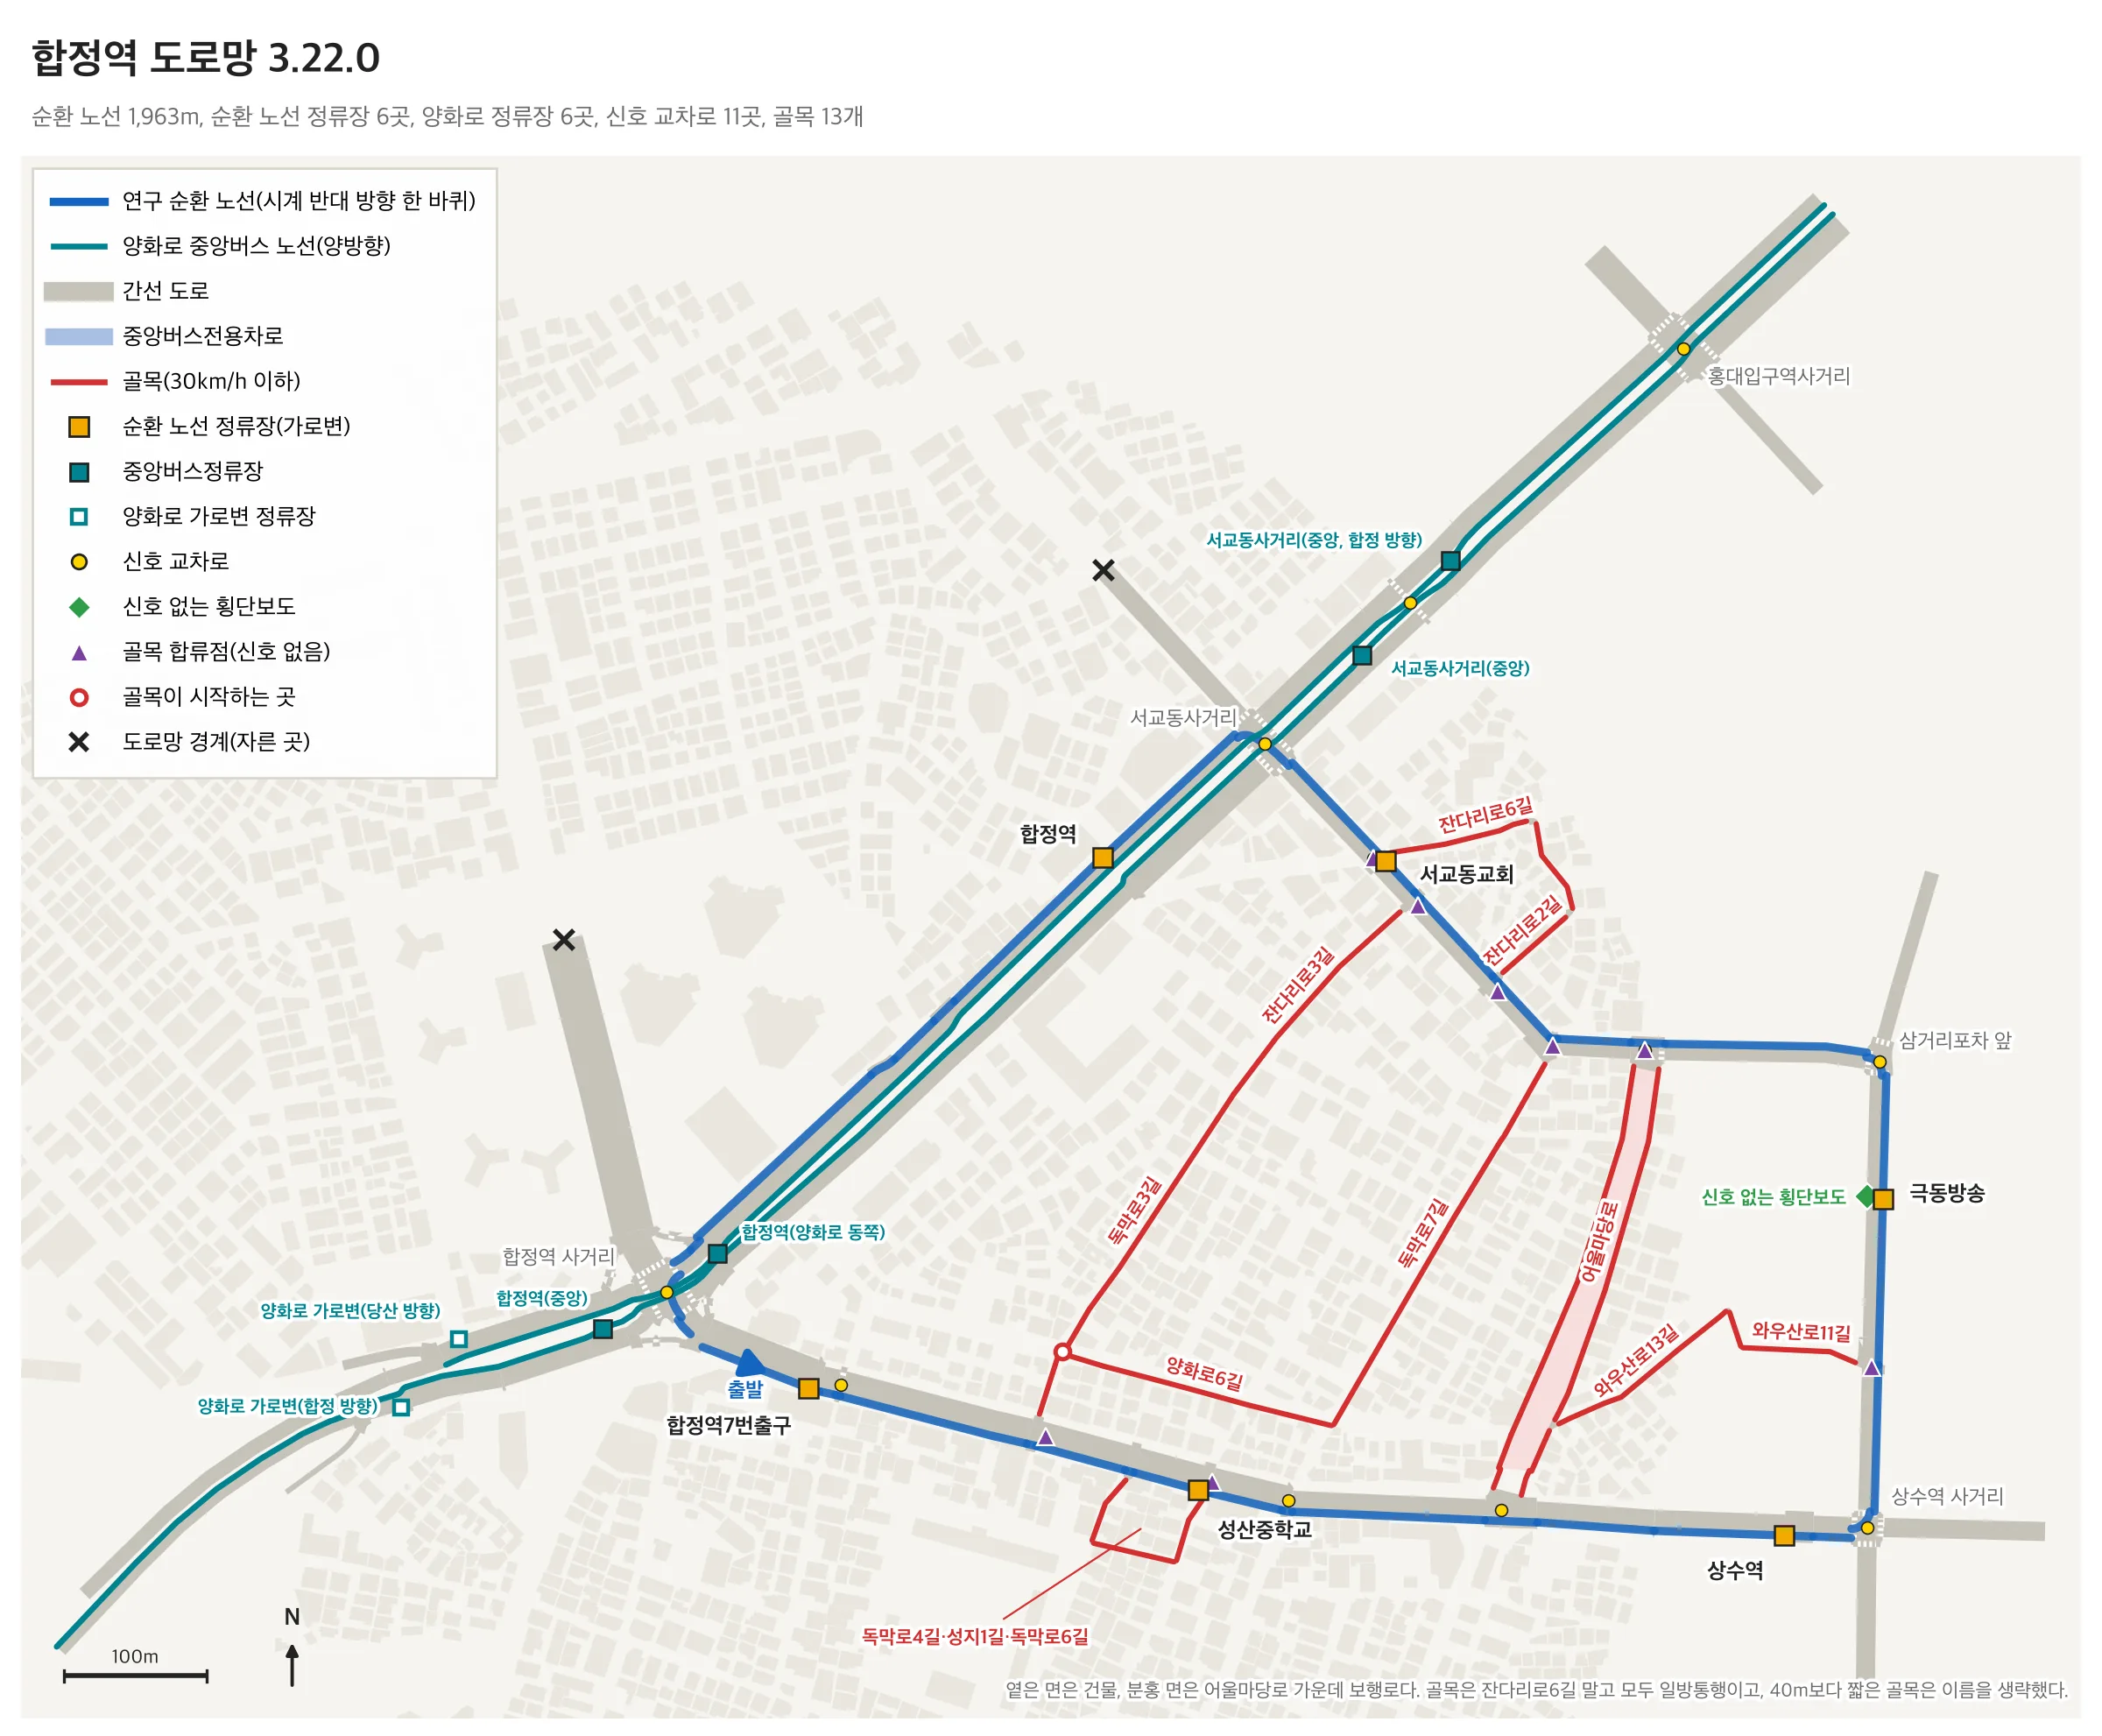 합정역 도로망 3.22.0
순환 노선 1,963m, 순환 노선 정류장 6곳, 양화로 정류장 6곳, 신호 교차로 11곳, 골목 13개
연구 순환 노선(시계 반대 방향 한 바퀴)
양화로 중앙버스 노선(양방향)
간선 도로
중앙버스전용차로
골목(30km/h 이하)
순환 노선 정류장(가로변)
중앙버스정류장
양화로 가로변 정류장
신호 교차로
신호 없는 횡단보도
골목 합류점(신호 없음)
골목이 시작하는 곳
도로망 경계(자른 곳)
홍대입구역사거리
서교동사거리(중앙, 합정 방향)
서교동사거리(중앙)
서교동사거리
합정역
잔다리로6길
서교동교회
잔다리로2길
잔다리로3길
삼거리포차 앞
독막로3길
독막로7길
어울마당로
신호 없는 횡단보도
극동방송
합정역(양화로 동쪽)
합정역 사거리
합정역(중앙)
양화로 가로변(당산 방향)
양화로 가로변(합정 방향)
출발
합정역7번출구
양화로6길
와우산로13길
와우산로11길
성산중학교
상수역 사거리
상수역
독막로4길·성지1길·독막로6길
N
100m
옅은 면은 건물, 분홍 면은 어울마당로 가운데 보행로다. 골목은 잔다리로6길 말고 모두 일방통행이고, 40m보다 짧은 골목은 이름을 생략했다.